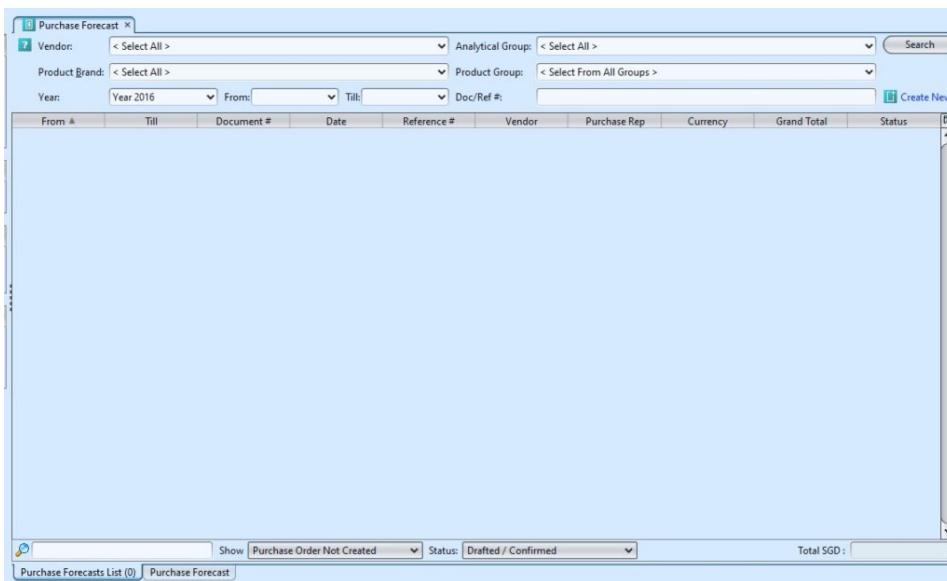 Purchase Forecast ×
? Vendor: < Select All > Analytical Group: < Select All > Search
Product Brand: < Select All > Product Group: < Select From All Groups >
Year: Year 2016 From: Till: Doc/Ref #: Create New
From Till Document # Date Reference # Vendor Purchase Rep Currency Grand Total Status
Show Purchase Order Not Created Status: Drafted / Confirmed Total SGD :
Purchase Forecasts List (0) Purchase Forecast